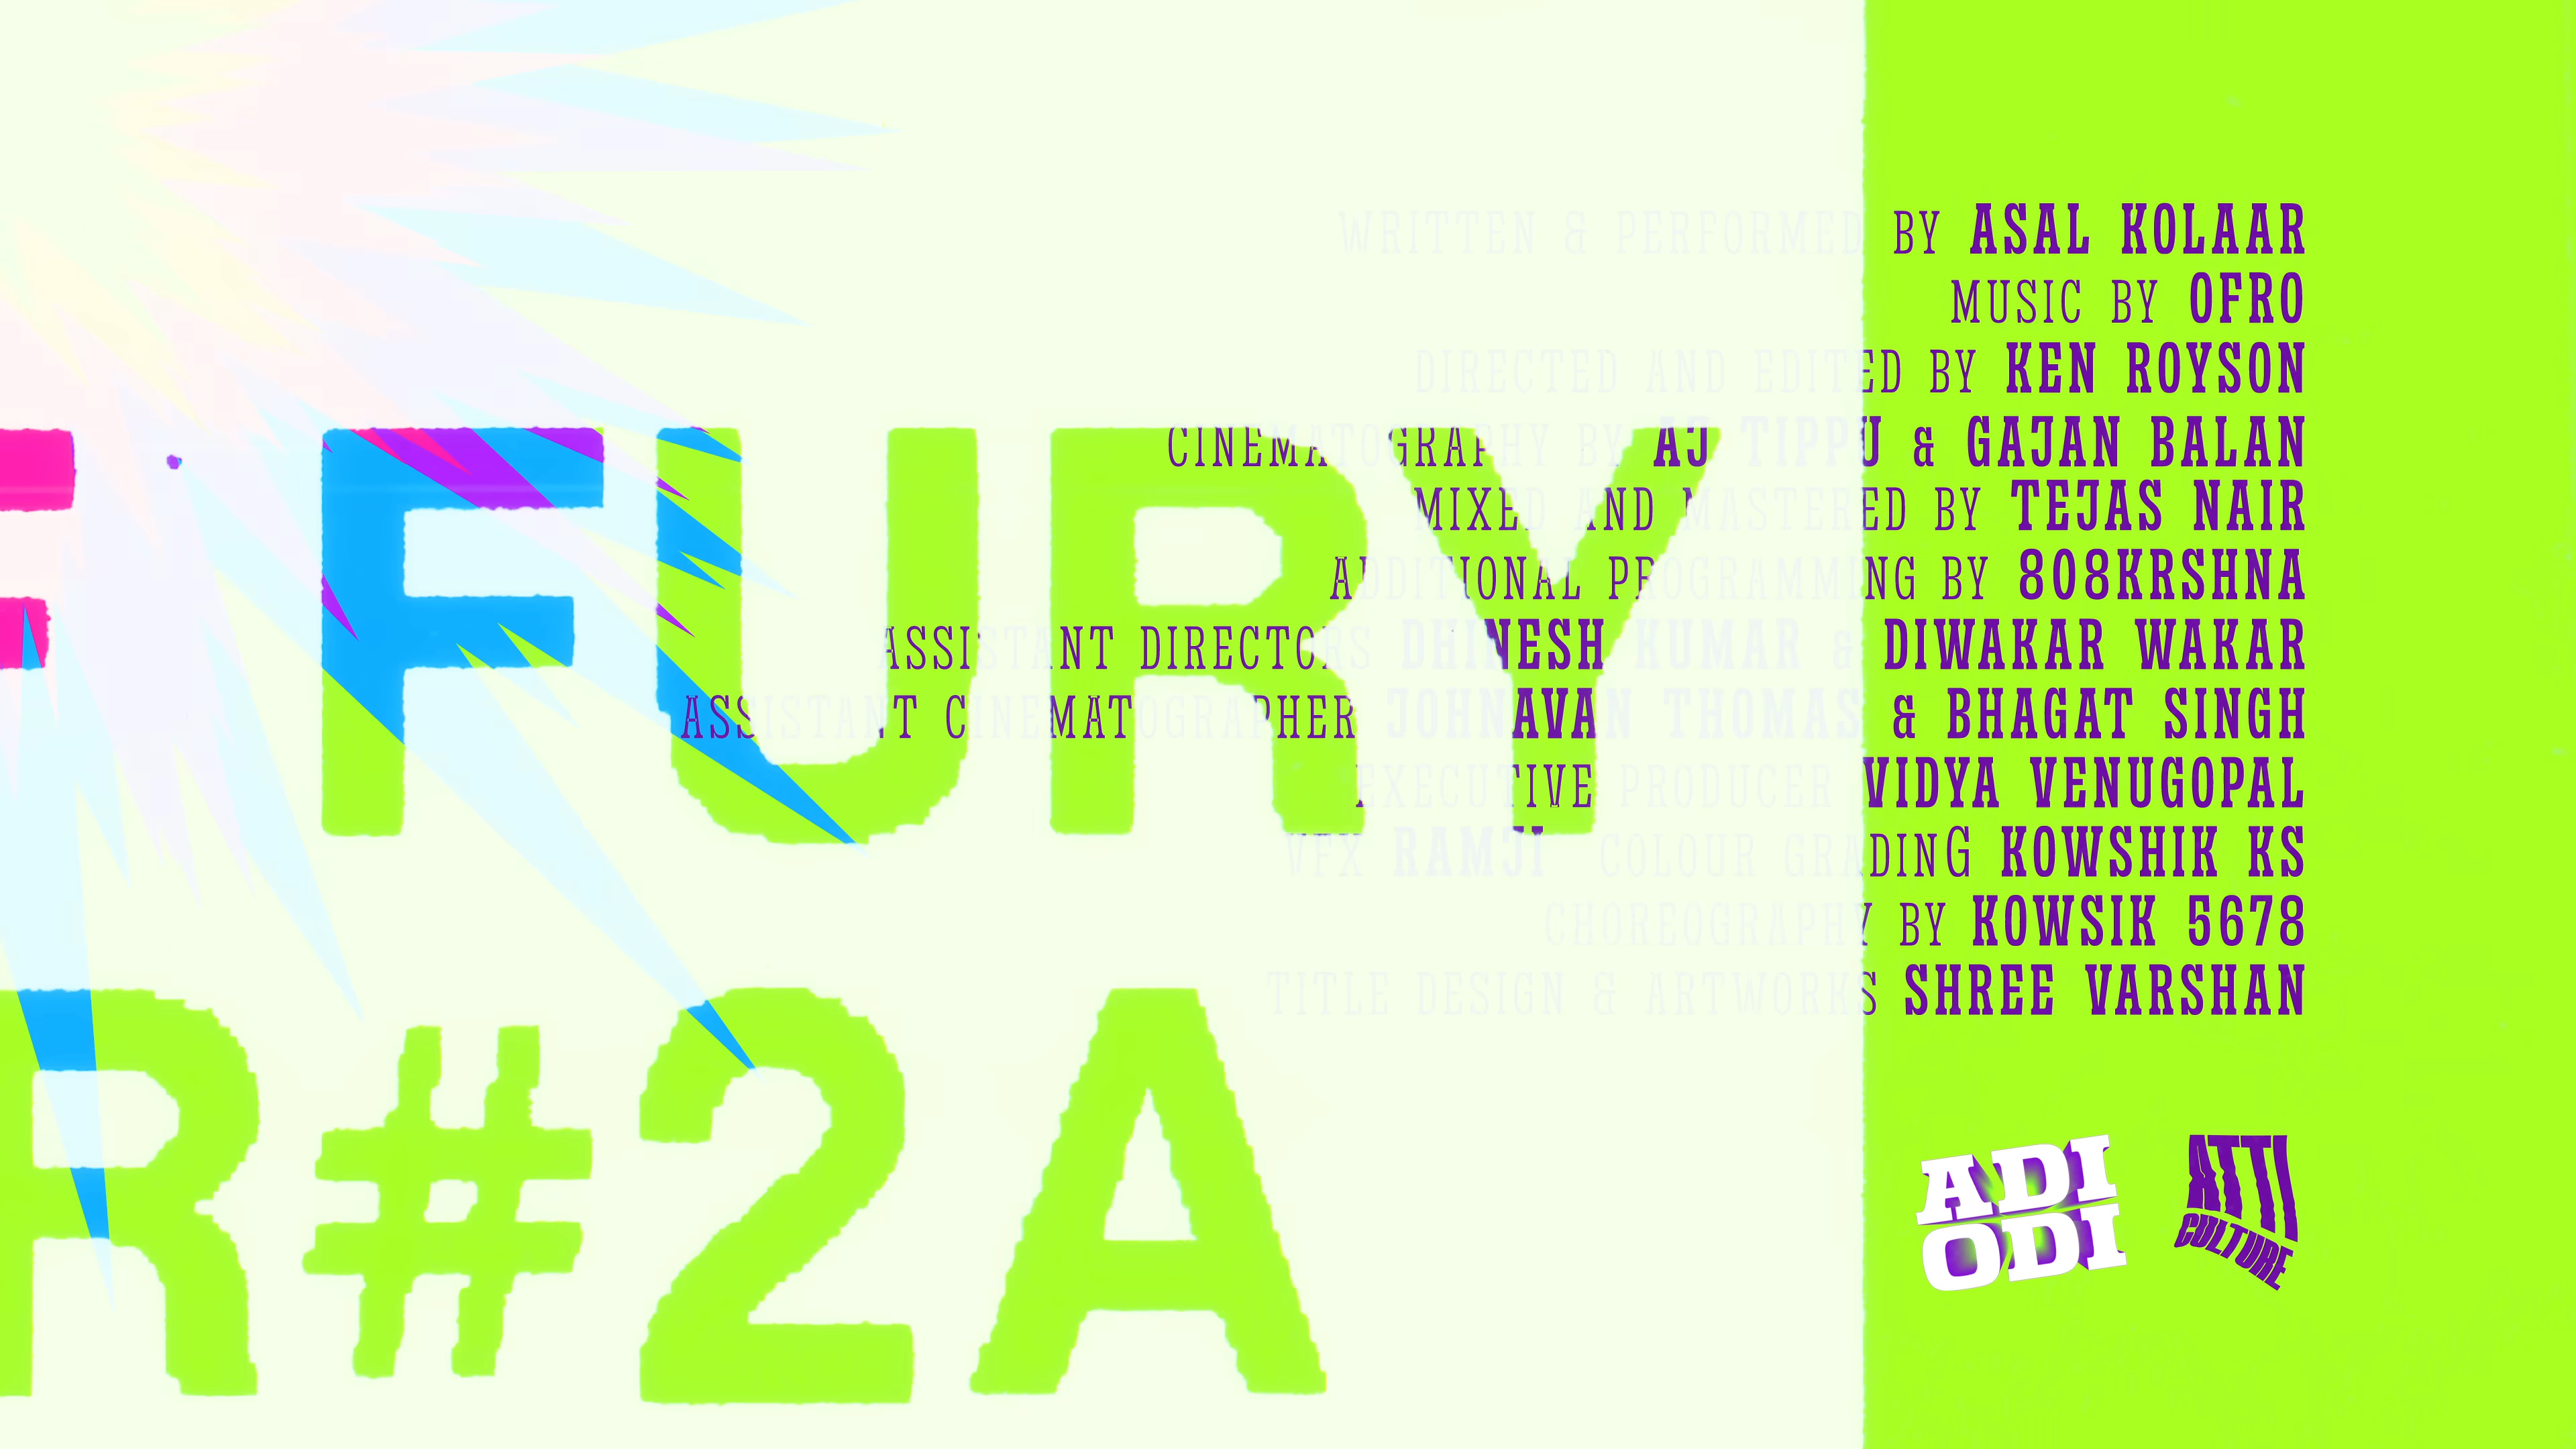 WRITTEN & PERFORMED BY ASAL KOLAAR
MUSIC BY OFRO
DIRECTED AND EDITED BY KEN ROYSON
CINEMATOGRAPHY BY AJ TIPPU & GAJAN BALAN
MIXED AND MASTERED BY TEJAS NAIR
ADDITIONAL PROGRAMMING BY 808KRSHNA
ASSISTANT DIRECTORS DHINESH KUMAR & DIWAKAR WAKAR
ASSISTANT CINEMATOGRAPHER JOHNAVAN THOMAS & BHAGAT SINGH
EXECUTIVE PRODUCER VIDYA VENUGOPAL
VFX RAMJI COLOUR GRADING KOWSHIK KS
CHOREOGRAPHY BY KOWSIK 5678
TITLE DESIGN & ARTWORKS SHREE VARSHAN
FURY
R#2A
ADI
ODI
ATTI
CULTURE